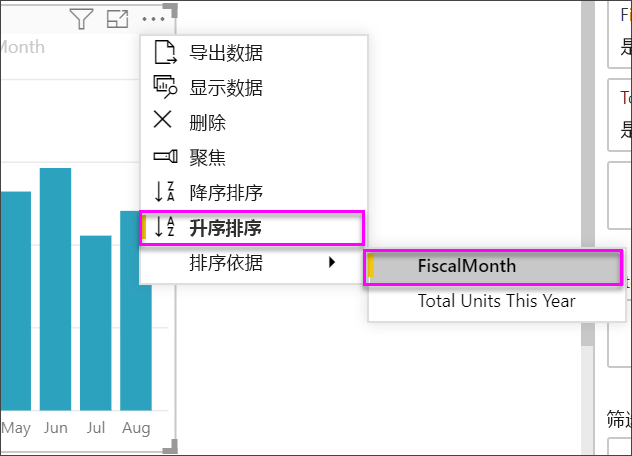 Month
导出数据
显示数据
删除
聚焦
降序排序
升序排序
排序依据
FiscalMonth
Total Units This Year
May Jun Jul Aug
Fi
是
To
是
筛